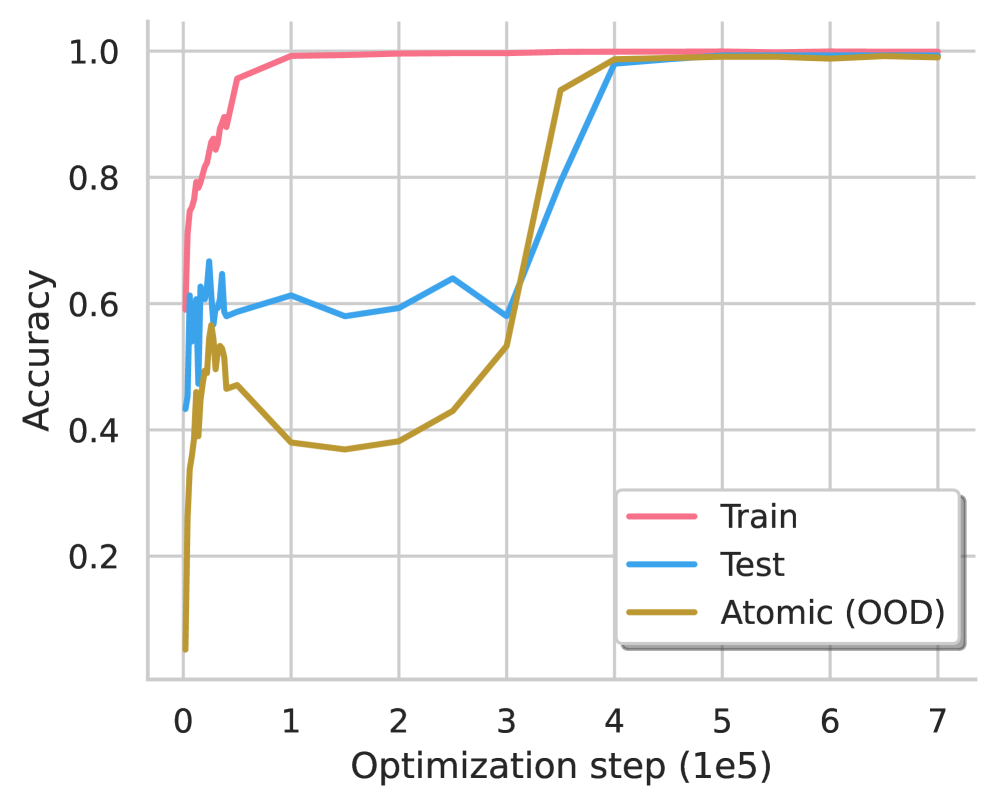 1.0
0.8
0.6
0.4
0.2
Accuracy
Train
Test
Atomic (OOD)
0 1 2 3 4 5 6 7
Optimization step (1e5)